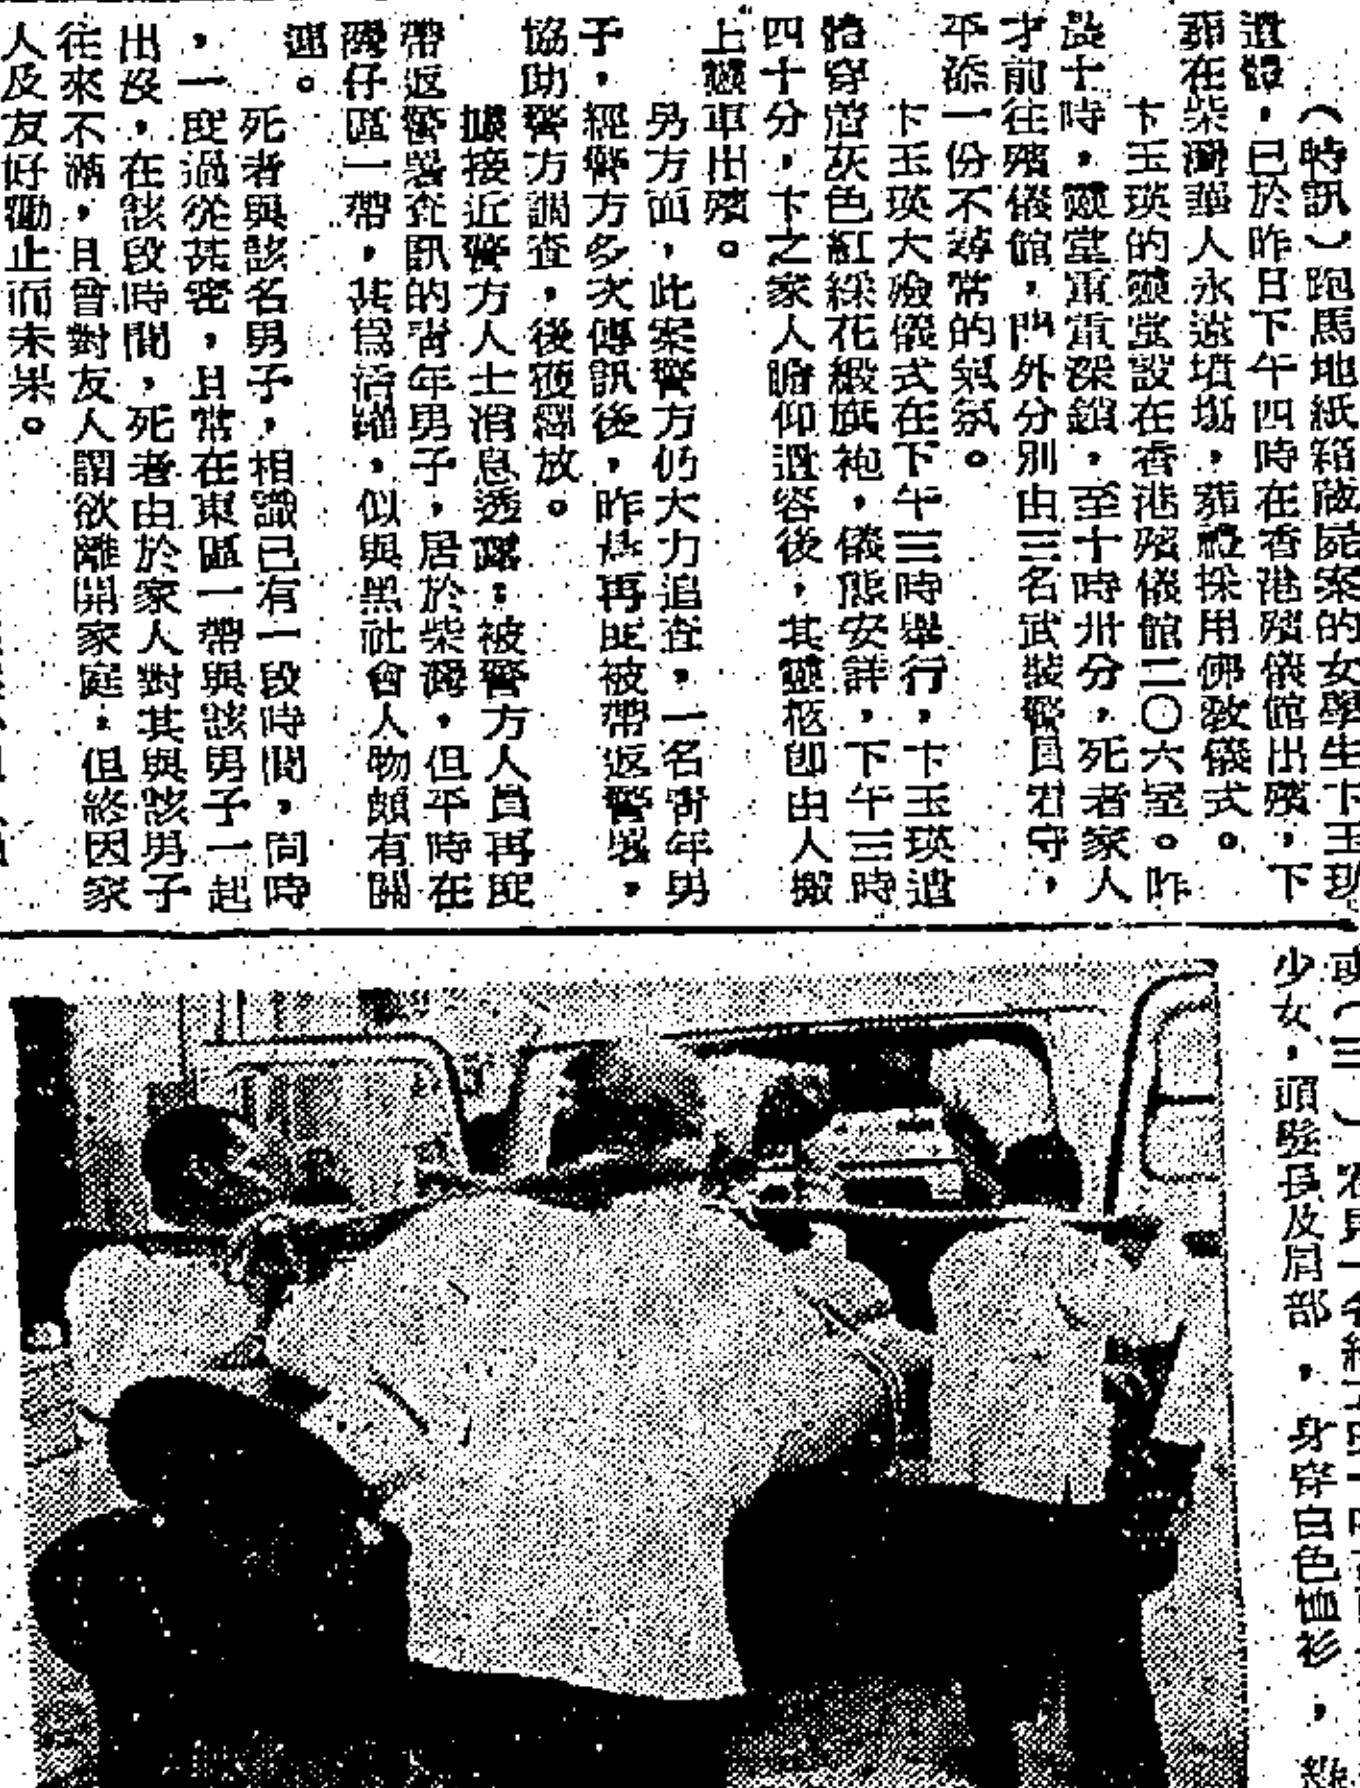 （特訊）跑馬地紙箱藏屍案的女學生卞玉瑛
遺體，已於昨日下午四時在香港殯儀館出殯，下
葬在柴灣華人永遠墳場，葬禮採用佛教儀式。
卞玉瑛的靈堂設在香港殯儀館二〇六室。昨
晨十時，靈堂重重深鎖，至十時卅分，死者家人
才前往殯儀館，門外分別由三名武裝警員把守，
平添一份不尋常的氣氛。
卞玉瑛大殮儀式在下午三時舉行，卞玉瑛遺
體穿著灰色紅綵花緞旗袍，儀態安詳，下午三時
四十分，卞之家人瞻仰遺容後，其靈柩卽由人搬
上靈車出殯。
另方面，此案警方仍大力追查，一名靑年男
子，經警方多次傳訊後，昨晨再度被帶返警署，
協助警方調查，後獲釋放。
據接近警方人士消息透露：被警方人員再度
帶返警署查訊的靑年男子，居於柴灣，但平時在
灣仔區一帶，甚爲活躍，似與黑社會人物頗有關
連。
死者與該名男子，相識已有一段時間，同時
，一度過從甚密，且常在東區一帶與該男子一起
出沒，在該段時間，死者由於家人對其與該男子
往來不滿，且曾對友人謂欲離開家庭，但終因家
人及友好勸止而未果。
或（三）在見一名
少女，頭髮長及肩部，身穿白色恤衫，